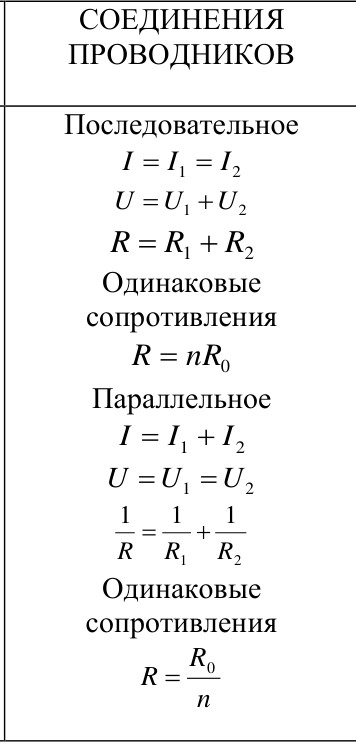 СОЕДИНЕНИЯ
ПРОВОДНИКОВ
Последовательное
I = I₁ = I₂
U = U₁ + U₂
R = R₁ + R₂
Одинаковые
сопротивления
R = nR₀
Параллельное
I = I₁ + I₂
U = U₁ = U₂
1/R = 1/R₁ + 1/R₂
Одинаковые
сопротивления
R = R₀/n